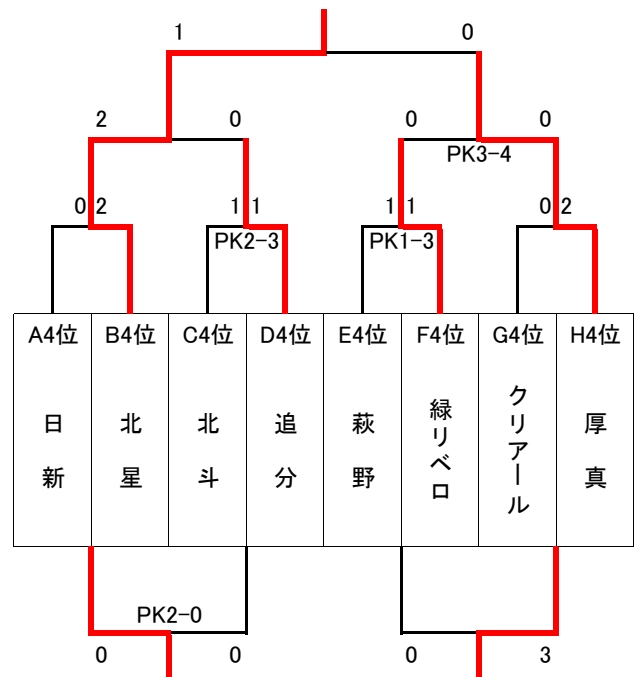 1 0
2 0 0 0
PK3-4
0 2 1 1 1 1 0 2
PK2-3 PK1-3
A4位 B4位 C4位 D4位 E4位 F4位 G4位 H4位
日新
北星
北斗
追分
萩野
緑リベロ
クリアール
厚真
PK2-0
0 0 0 3